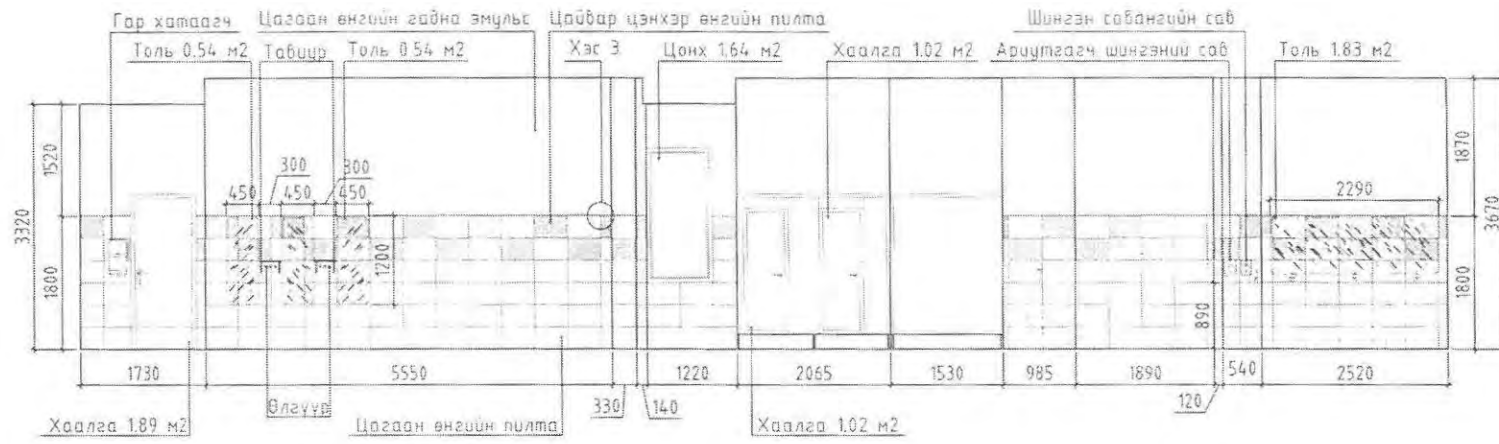 Гар хатаагч
Цагаан өнгийн гадна эмульс
Цайвар цэнхэр өнгийн пилта
Шингэн савангийн сав
Толь 0.54 м2
Тавиур
Толь 0.54 м2
Хэс 3
Цонх 1.64 м2
Хаалга 1.02 м2
Ариутгагч шингэний сав
Толь 1.83 м2
1520
3320
1800
300
300
450
450
450
1200
2290
1870
3670
1800
890
1730
5550
330
140
1220
2065
1530
985
1890
120
540
2520
Өлгүүр
Хаалга 1.89 м2
Цагаан өнгийн пилта
Хаалга 1.02 м2